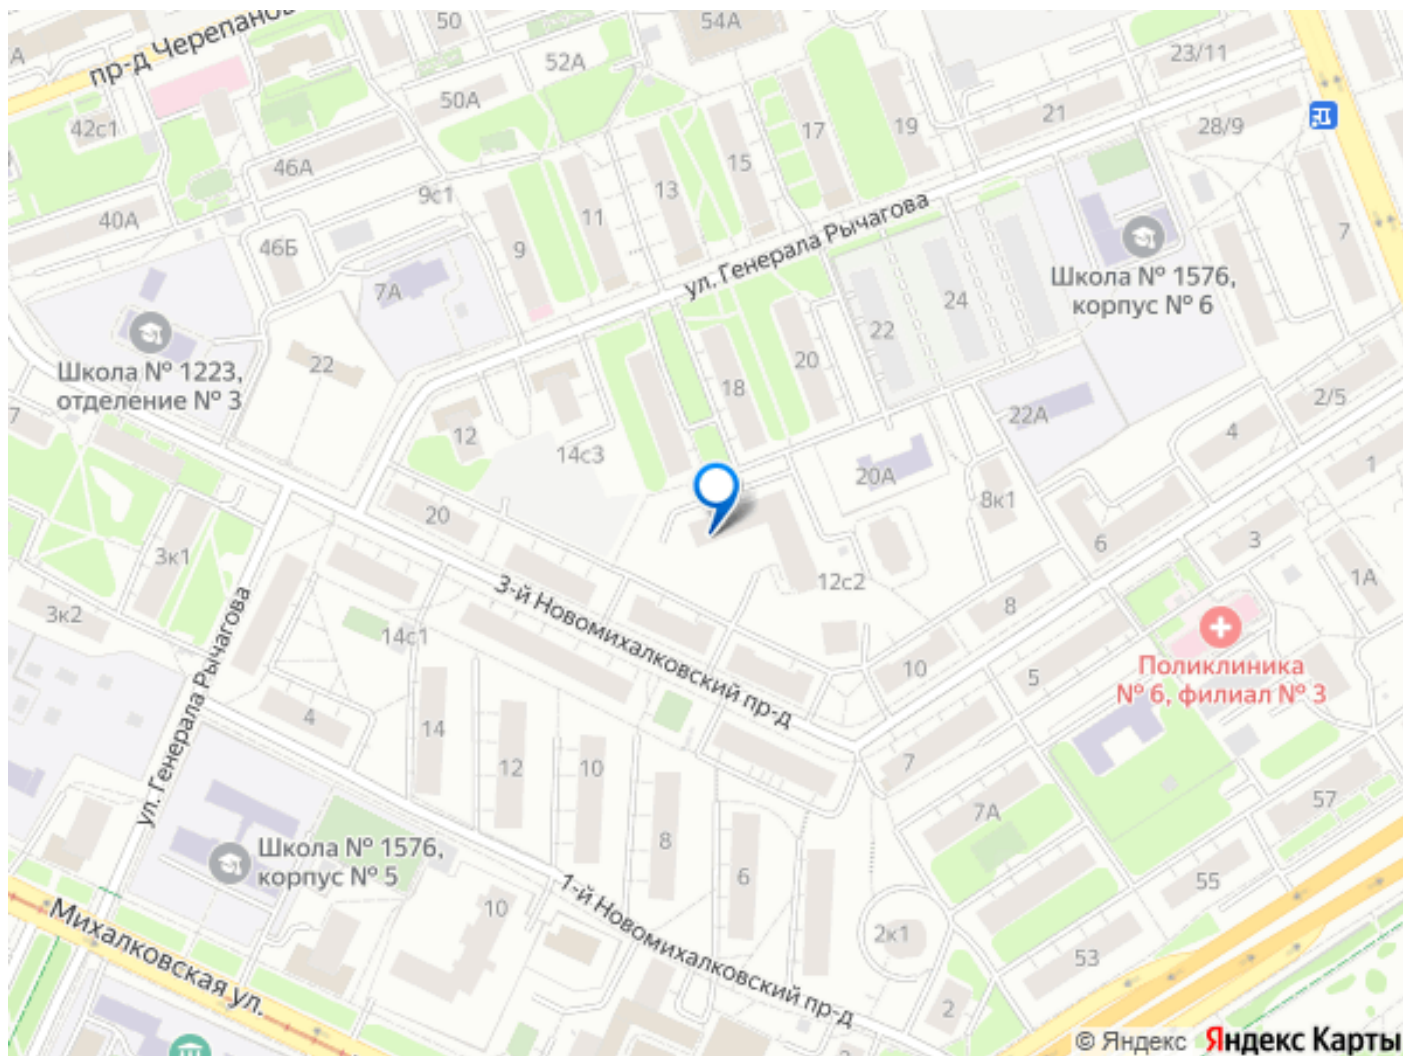 пр-д Черепанов
50
54А
52А
50А
42с1
46А
40А
46Б
9с1
9
11
13
15
17
19
21
23/11
28/9
7
7А
22
Школа № 1223,
отделение № 3
ул. Генерала Рычагова
22
24
Школа № 1576,
корпус № 6
20
18
12
14с3
20А
22А
8к1
2/5
4
1
6
3
1А
7
20
3к1
3к2
14с1
12с2
8
10
5
Поликлиника
№ 6, филиал № 3
3-й Новомихалковский пр-д
ул. Генерала Рычагова
4
14
12
10
8
6
7
7А
57
55
53
2к1
2
Школа № 1576,
корпус № 5
10
1-й Новомихалковский пр-д
Михалковская ул.
© Яндекс Яндекс Карты